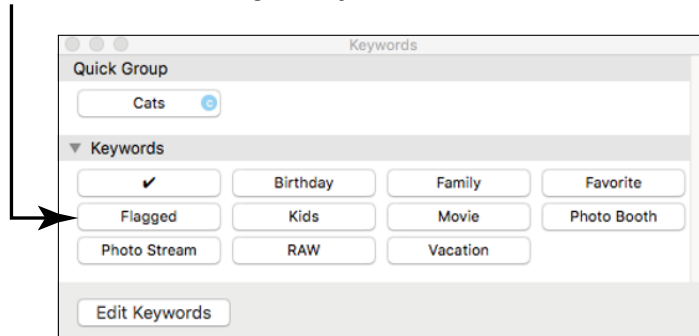 Keywords
Quick Group
Cats c
Keywords
✔ Birthday Family Favorite
Flagged Kids Movie Photo Booth
Photo Stream RAW Vacation
Edit Keywords